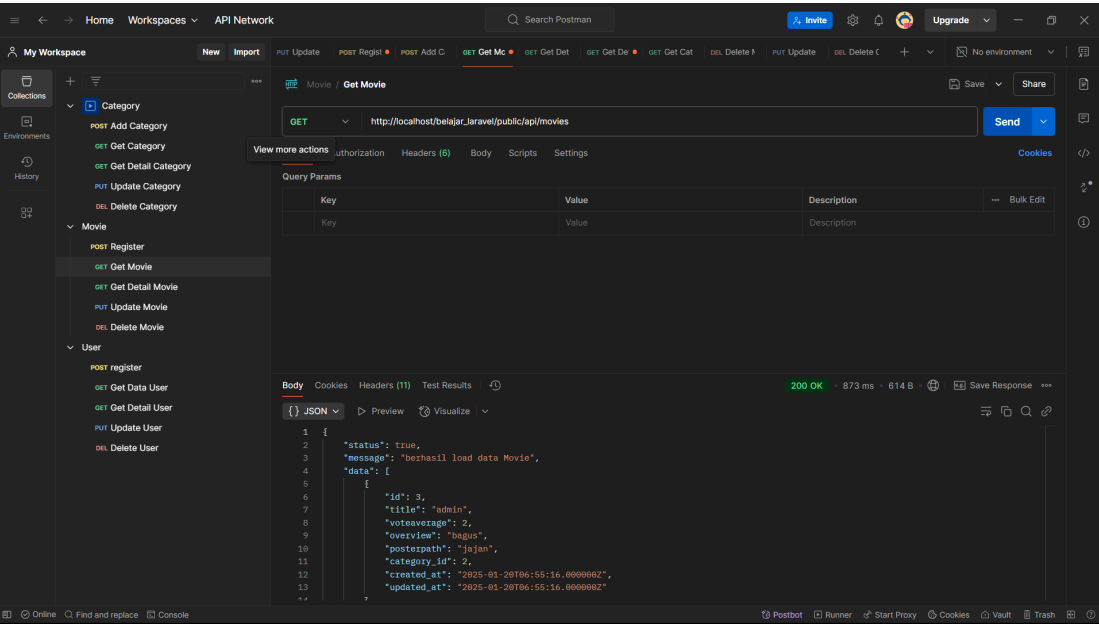 Home Workspaces API Network Search Postman Invite Upgrade
My Workspace New Import
PUT Update POST Regist POST Add C GET Get Mc GET Get Det GET Get De GET Get Cat DEL Delete M PUT Update DEL Delete C No environment
Collections
Environments
History
Category
POST Add Category
GET Get Category
GET Get Detail Category
PUT Update Category
DEL Delete Category
Movie
POST Register
GET Get Movie
GET Get Detail Movie
PUT Update Movie
DEL Delete Movie
User
POST register
GET Get Data User
GET Get Detail User
PUT Update User
DEL Delete User
View more actions
HTTP Movie / Get Movie Save Share
GET http://localhost/belajar_laravel/public/api/movies Send
uthorization Headers (6) Body Scripts Settings Cookies
Query Params
Key Value Description Bulk Edit
Key Value Description
Body Cookies Headers (11) Test Results 200 OK 873 ms 614 B Save Response
{} JSON Preview Visualize
1 {
2 "status": true,
3 "message": "berhasil load data Movie",
4 "data": [
5 {
6 "id": 3,
7 "title": "admin",
8 "voteaverage": 2,
9 "overview": "bagus",
10 "posterpath": "jajan",
11 "category_id": 2,
12 "created_at": "2025-01-20T06:55:16.000000Z",
13 "updated_at": "2025-01-20T06:55:16.000000Z"
Online Find and replace Console Postbot Runner Start Proxy Cookies Vault Trash